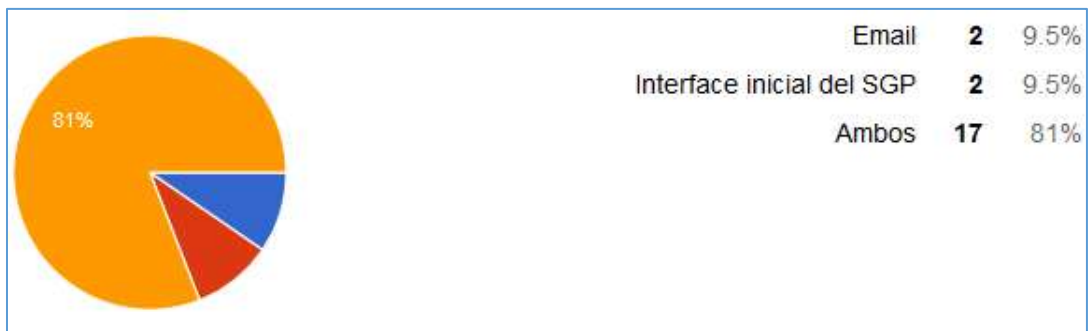 Email 2 9.5%
Interface inicial del SGP 2 9.5%
81%
Ambos 17 81%